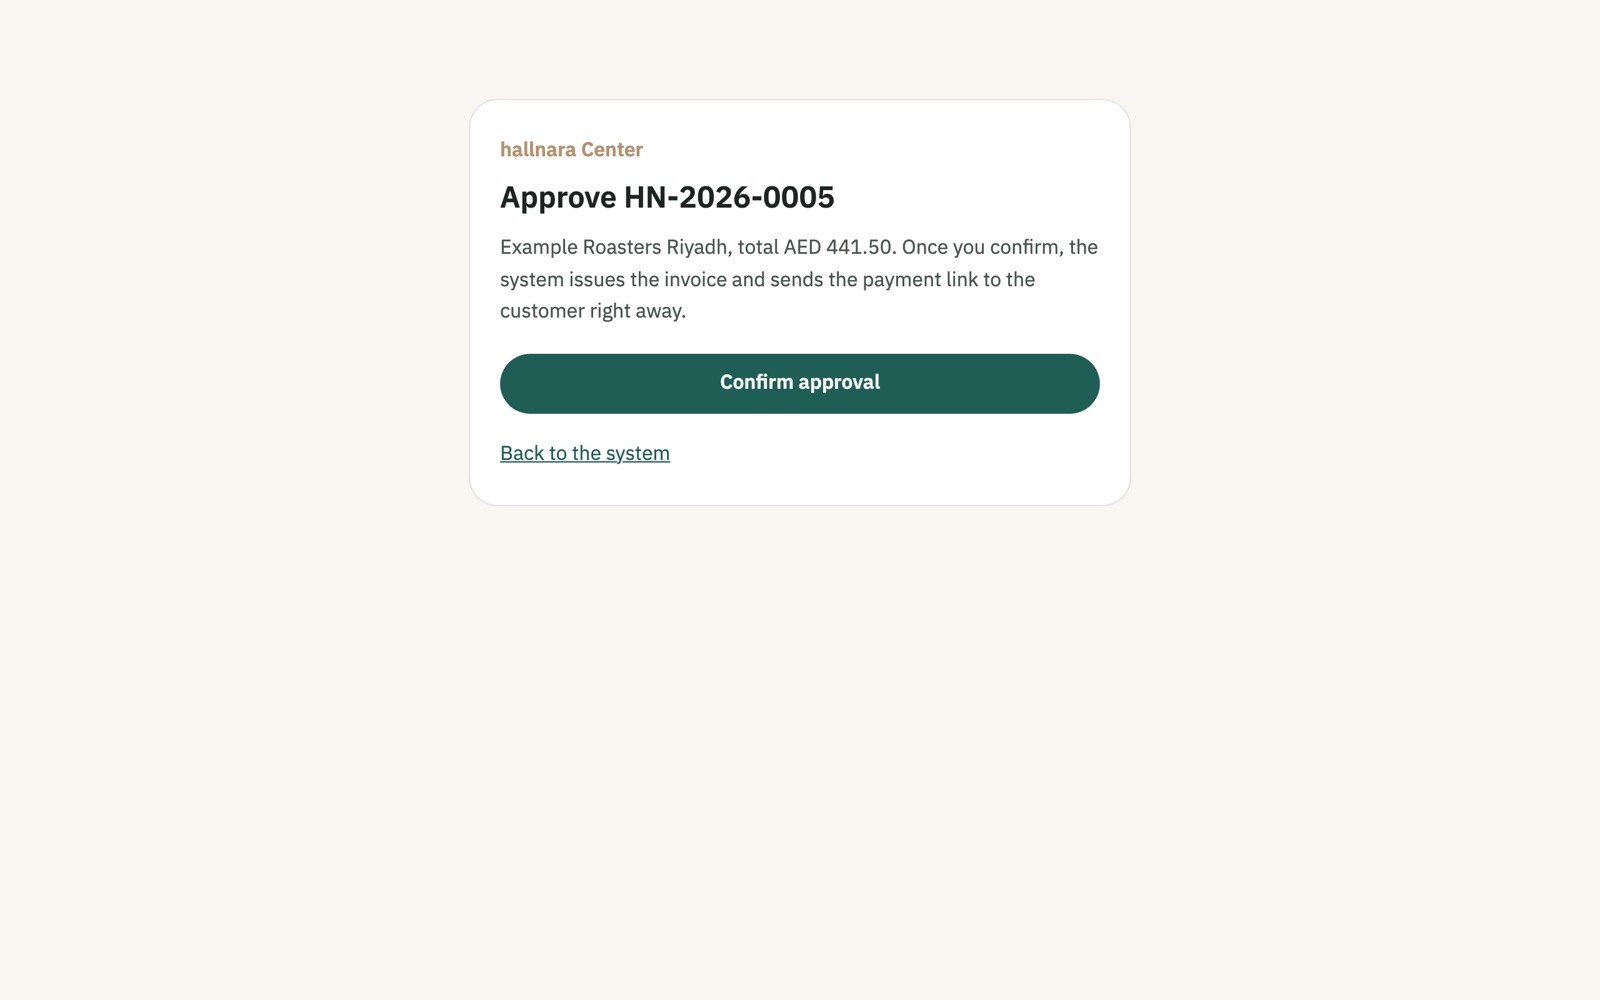 hallnara Center
Approve HN-2026-0005
Example Roasters Riyadh, total AED 441.50. Once you confirm, the
system issues the invoice and sends the payment link to the
customer right away.
Confirm approval
Back to the system